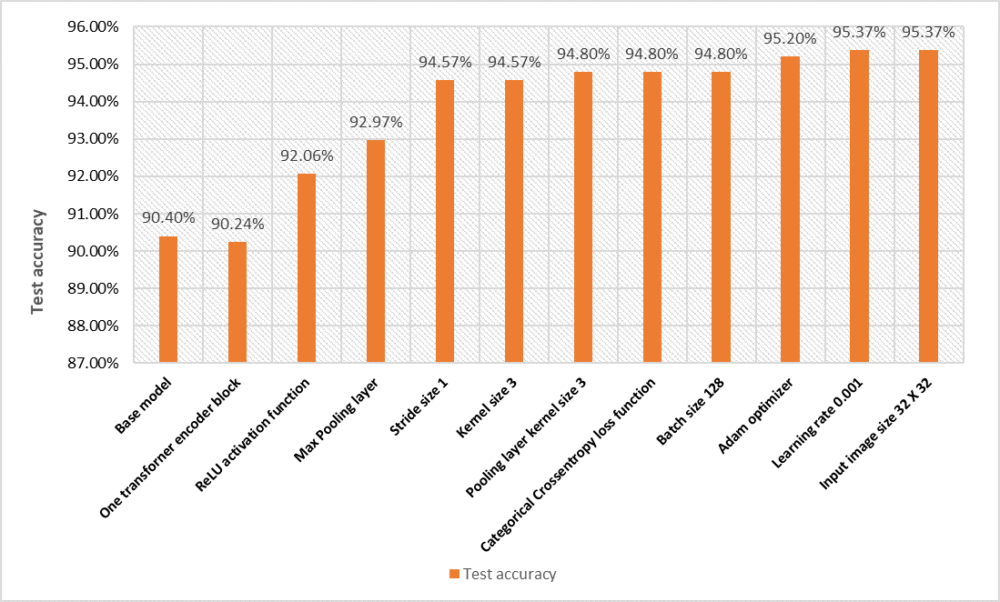 96.00%
95.00%
94.00%
93.00%
92.00%
91.00%
90.00%
89.00%
88.00%
87.00%
Test accuracy
90.40%
90.24%
92.06%
92.97%
94.57%
94.57%
94.80%
94.80%
94.80%
95.20%
95.37%
95.37%
Base model
One transforner encoder block
ReLU activation function
Max Pooling layer
Stride size 1
Kernel size 3
Pooling layer kernel size 3
Categorical Crossentropy loss function
Batch size 128
Adam optimizer
Learning rate 0.001
Input image size 32 X 32
Test accuracy